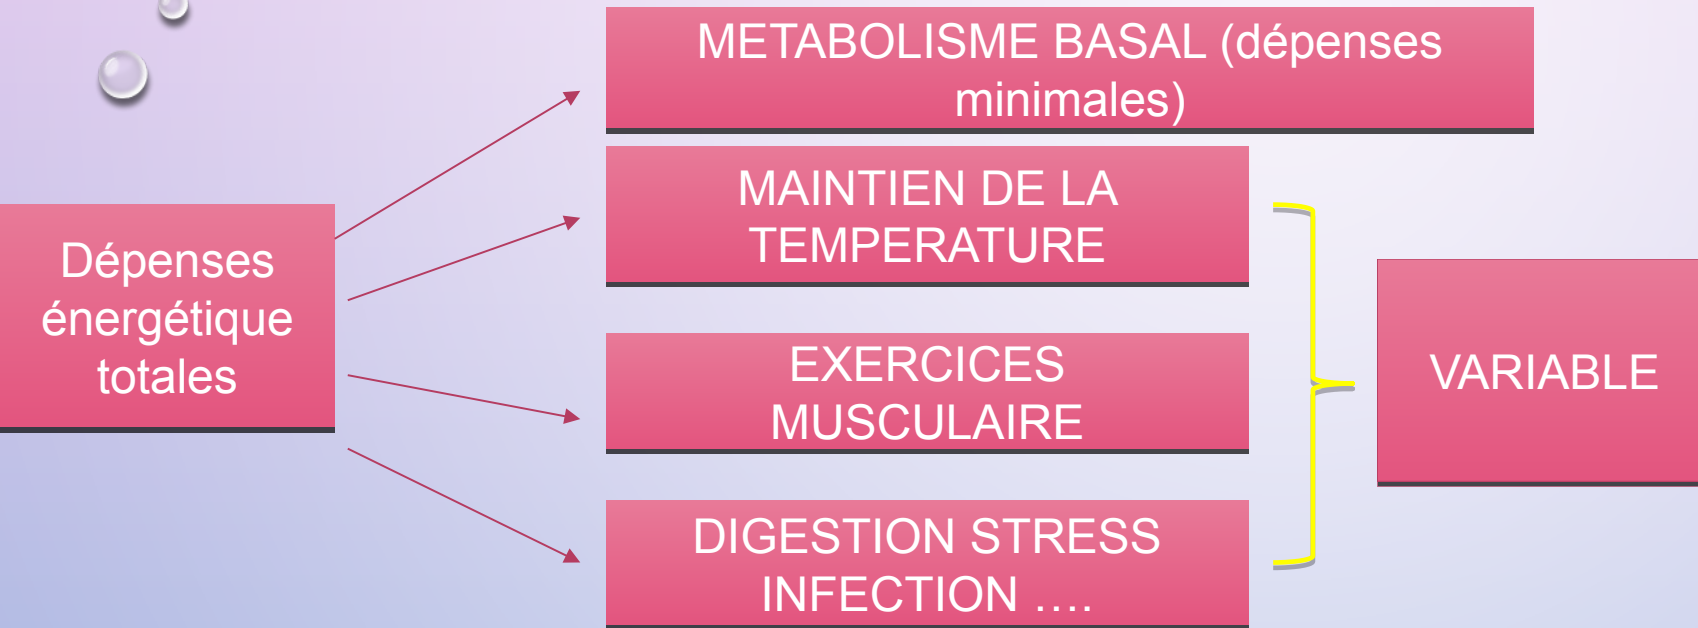 METABOLISME BASAL (dépenses
minimales)
MAINTIEN DE LA
TEMPERATURE
Dépenses
énergétique
totales
EXERCICES
MUSCULAIRE
VARIABLE
DIGESTION STRESS
INFECTION ….